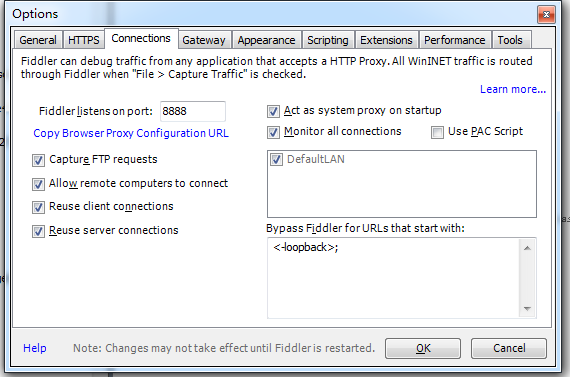 Options
General HTTPS Connections Gateway Appearance Scripting Extensions Performance Tools
Fiddler can debug traffic from any application that accepts a HTTP Proxy. All WinINET traffic is routed
through Fiddler when "File > Capture Traffic" is checked.
Learn more...
Fiddler listens on port: 8888
Copy Browser Proxy Configuration URL
Capture FTP requests
Allow remote computers to connect
Reuse client connections
Reuse server connections
Act as system proxy on startup
Monitor all connections Use PAC Script
DefaultLAN
Bypass Fiddler for URLs that start with:
<-loopback>;
Help Note: Changes may not take effect until Fiddler is restarted. OK Cancel